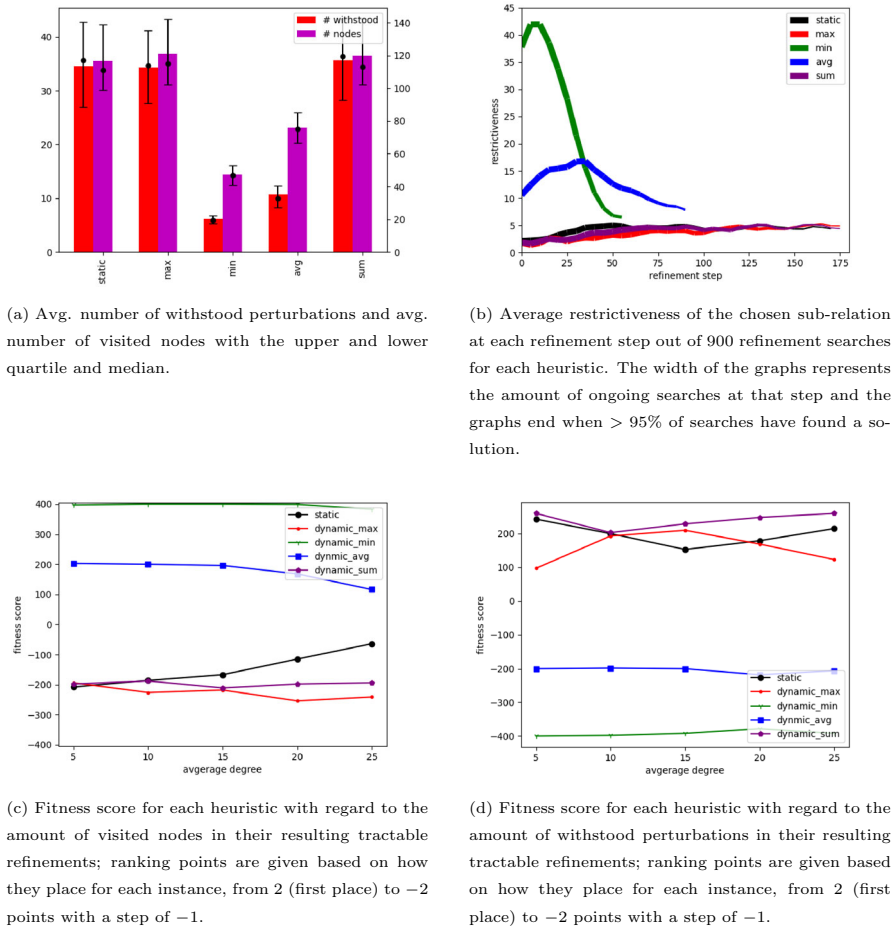 # withstood
# nodes
40
30
20
10
0
140
120
100
80
60
40
20
0
static
max
min
avg
sum
(a) Avg. number of withstood perturbations and avg.
number of visited nodes with the upper and lower
quartile and median.
restrictiveness
45
40
35
30
25
20
15
10
5
0
static
max
min
avg
sum
0
25
50
75
100
125
150
175
refinement step
(b) Average restrictiveness of the chosen sub-relation
at each refinement step out of 900 refinement searches
for each heuristic. The width of the graphs represents
the amount of ongoing searches at that step and the
graphs end when > 95% of searches have found a so-
lution.
fitness score
400
300
200
100
0
−100
−200
−300
−400
static
dynamic_max
dynamic_min
dynmic_avg
dynamic_sum
5
10
15
20
25
avgerage degree
(c) Fitness score for each heuristic with regard to the
amount of visited nodes in their resulting tractable
refinements; ranking points are given based on how
they place for each instance, from 2 (first place) to −2
points with a step of −1.
fitness score
200
100
0
−100
−200
−300
−400
static
dynamic_max
dynamic_min
dynmic_avg
dynamic_sum
5
10
15
20
25
avgerage degree
(d) Fitness score for each heuristic with regard to the
amount of withstood perturbations in their resulting
tractable refinements; ranking points are given based
on how they place for each instance, from 2 (first
place) to −2 points with a step of −1.